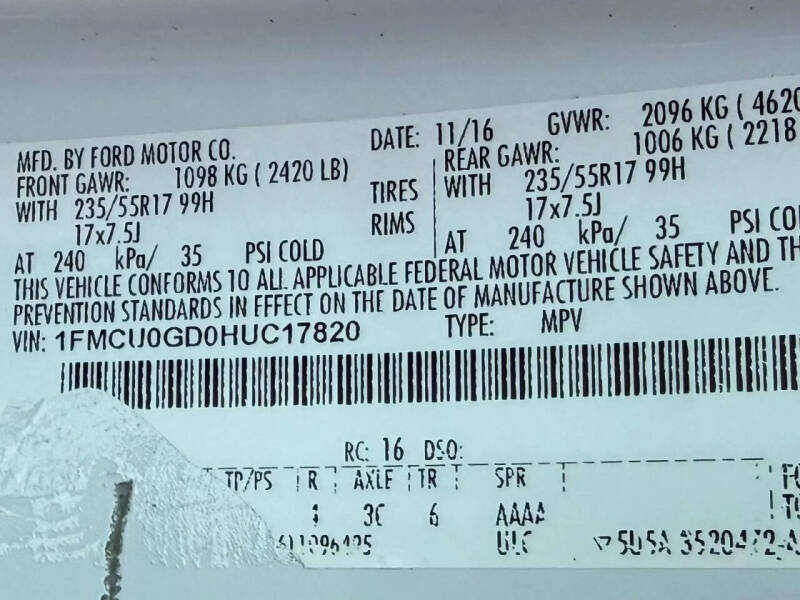 MFD. BY FORD MOTOR CO. DATE: 11/16 GVWR: 2096 KG ( 4620
FRONT GAWR: 1098 KG ( 2420 LB) REAR GAWR: 1006 KG ( 2218
WITH 235/55R17 99H TIRES WITH 235/55R17 99H
17x7.5J RIMS 17x7.5J
AT 240 kPa/ 35 PSI COLD AT 240 kPa/ 35 PSI COL
THIS VEHICLE CONFORMS TO ALL APPLICABLE FEDERAL MOTOR VEHICLE SAFETY AND TH
PREVENTION STANDARDS IN EFFECT ON THE DATE OF MANUFACTURE SHOWN ABOVE.
VIN: 1FMCU0GD0HUC17820 TYPE: MPV
RC: 16 DSO:
TP/PS R AXLE TR SPR
1 3C 6 AAAA
ULC